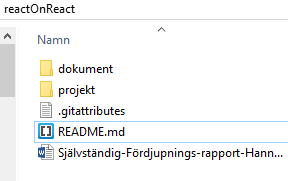 reactOnReact
Namn
dokument
projekt
.gitattributes
README.md
Självständig-Fördjupnings-rapport-Hann...